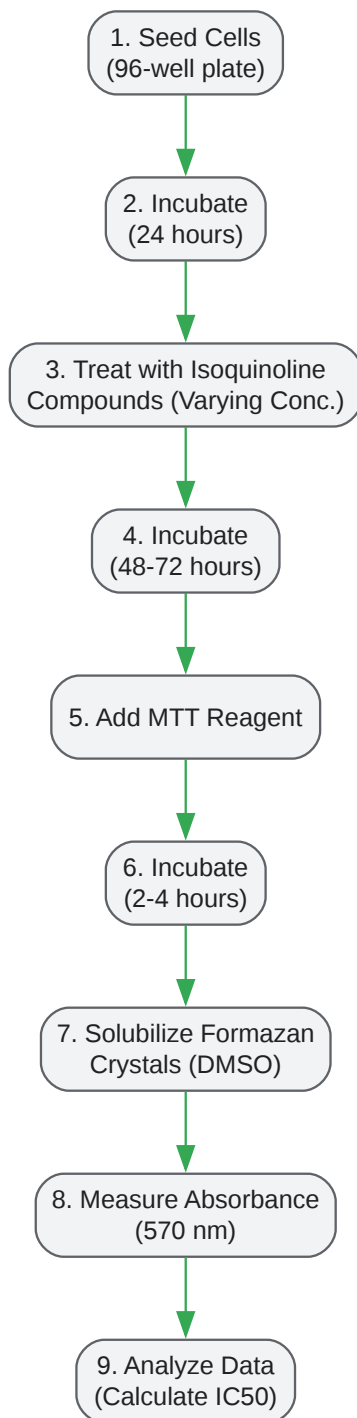 1. Seed Cells
(96-well plate)
2. Incubate
(24 hours)
3. Treat with Isoquinoline
Compounds (Varying Conc.)
4. Incubate
(48-72 hours)
5. Add MTT Reagent
6. Incubate
(2-4 hours)
7. Solubilize Formazan
Crystals (DMSO)
8. Measure Absorbance
(570 nm)
9. Analyze Data
(Calculate IC50)